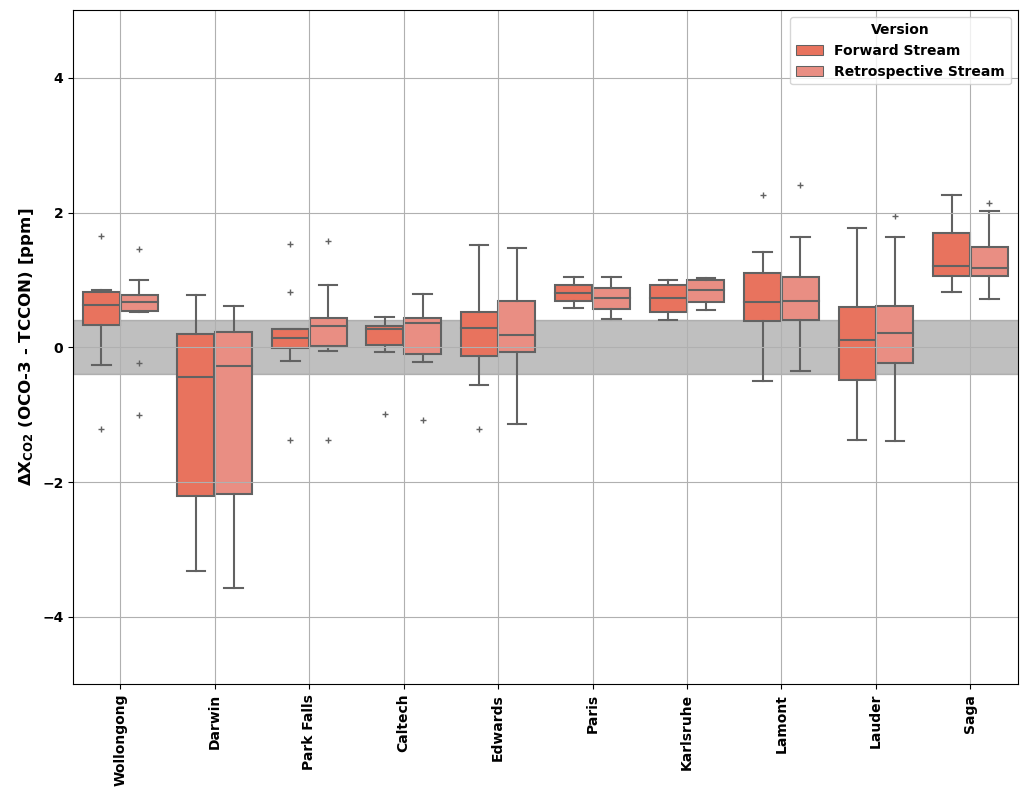 Version
Forward Stream
Retrospective Stream
ΔX_CO2 (OCO-3 - TCCON) [ppm]
4
2
0
−2
−4
Wollongong
Darwin
Park Falls
Caltech
Edwards
Paris
Karlsruhe
Lamont
Lauder
Saga